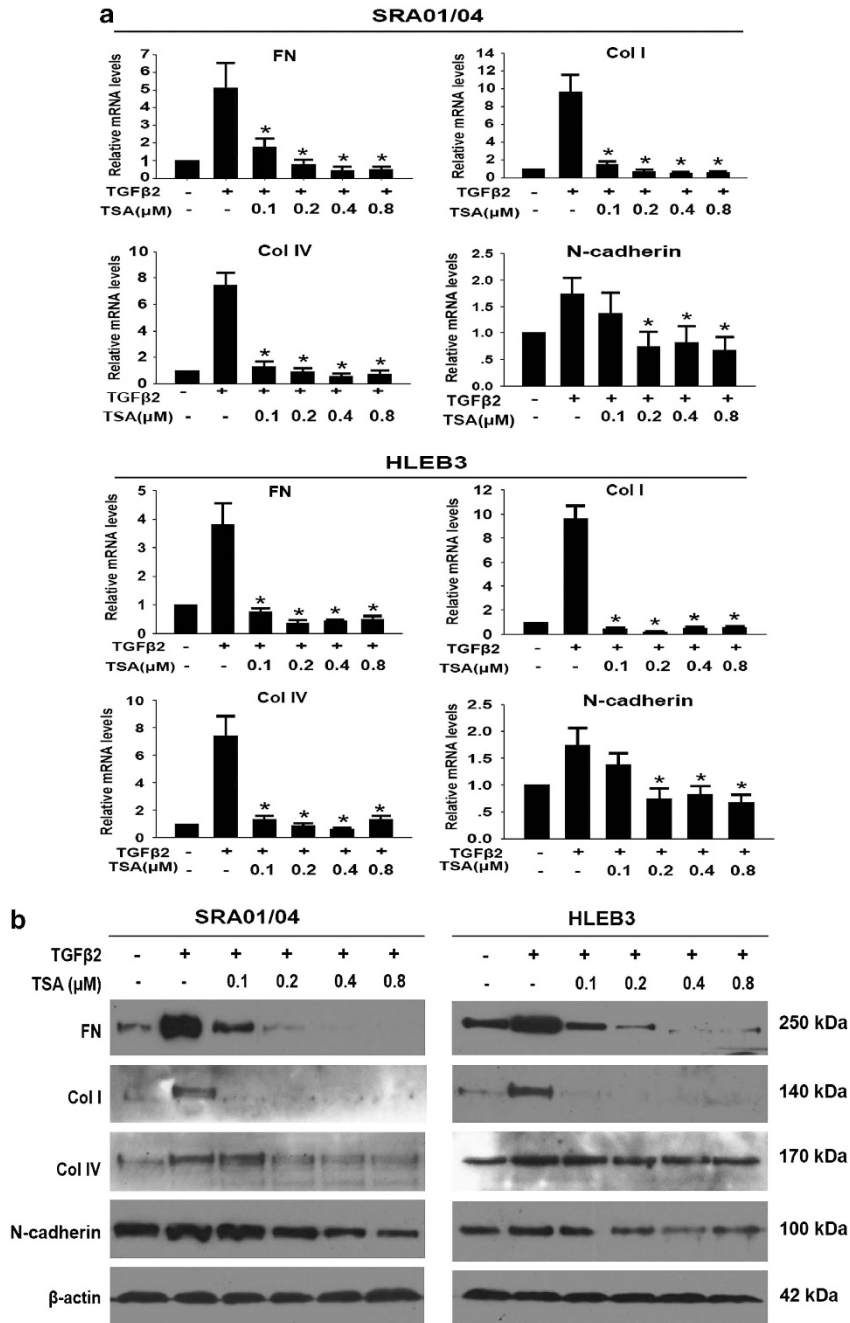 a
SRA01/04
FN
Relative mRNA levels
7
6
5
4
3
2
1
0
* * * *
TGFβ2 - + + + + +
TSA(µM) - - 0.1 0.2 0.4 0.8
Col I
Relative mRNA levels
14
12
10
8
6
4
2
0
* * * *
TGFβ2 - + + + + +
TSA(µM) - - 0.1 0.2 0.4 0.8
Col IV
Relative mRNA levels
10
8
6
4
2
0
* * * *
TGFβ2 - + + + + +
TSA(µM) - - 0.1 0.2 0.4 0.8
N-cadherin
Relative mRNA levels
2.5
2.0
1.5
1.0
.5
0.0
* * *
TGFβ2 - + + + + +
TSA(µM) - - 0.1 0.2 0.4 0.8
HLEB3
FN
Relative mRNA levels
5
4
3
2
1
0
* * * *
TGFβ2 - + + + + +
TSA(µM) - - 0.1 0.2 0.4 0.8
Col I
Relative mRNA levels
12
10
8
6
4
2
0
* * * *
TGFβ2 - + + + + +
TSA(µM) - - 0.1 0.2 0.4 0.8
Col IV
Relative mRNA levels
10
8
6
4
2
0
* * * *
TGFβ2 - + + + + +
TSA(µM) - - 0.1 0.2 0.4 0.8
N-cadherin
Relative mRNA levels
2.5
2.0
1.5
1.0
.5
0.0
* * *
TGFβ2 - + + + + +
TSA(µM) - - 0.1 0.2 0.4 0.8
b
SRA01/04 HLEB3
TGFβ2 - + + + + + - + + + + +
TSA (µM) - - 0.1 0.2 0.4 0.8 - - 0.1 0.2 0.4 0.8
FN 250 kDa
Col I 140 kDa
Col IV 170 kDa
N-cadherin 100 kDa
β-actin 42 kDa